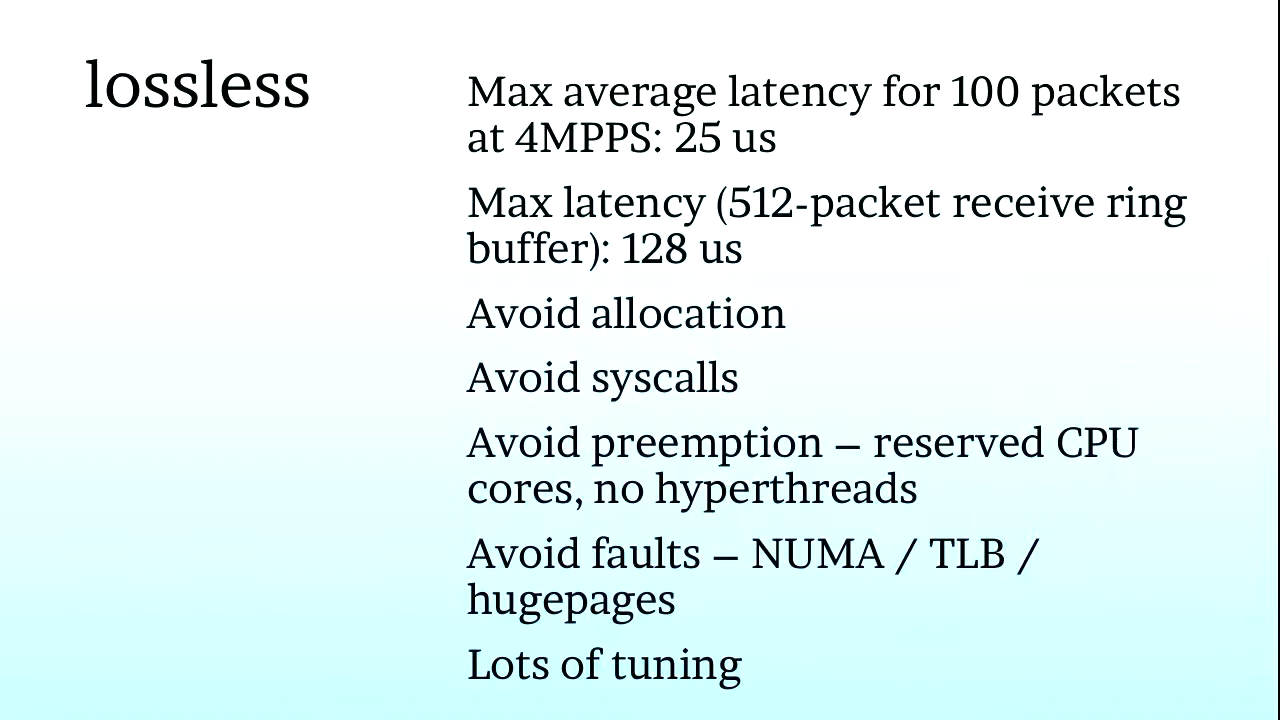 lossless
Max average latency for 100 packets
at 4MPPS: 25 us
Max latency (512-packet receive ring
buffer): 128 us
Avoid allocation
Avoid syscalls
Avoid preemption – reserved CPU
cores, no hyperthreads
Avoid faults – NUMA / TLB /
hugepages
Lots of tuning